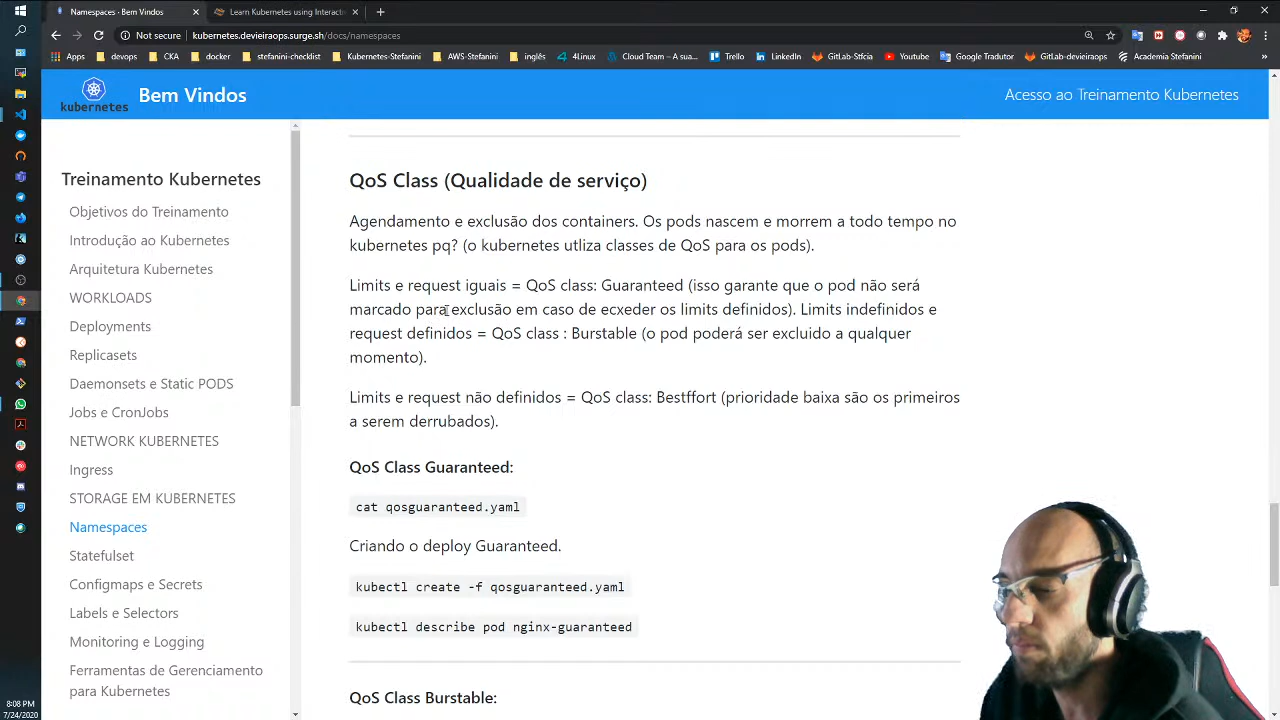 Namespaces · Bem Vindos
Learn Kubernetes using Interact
Not secure
kubernetes.devieiraops.surge.sh/docs/namespaces
Apps
devops
CKA
docker
stefanini-checklist
Kubernetes-Stefanini
AWS-Stefanini
inglês
4Linux
Cloud Team – A sua...
Trello
LinkedIn
GitLab-Stfcia
Youtube
Google Tradutor
GitLab-devieiraops
Academia Stefanini
kubernetes
Bem Vindos
Acesso ao Treinamento Kubernetes
Treinamento Kubernetes
Objetivos do Treinamento
Introdução ao Kubernetes
Arquitetura Kubernetes
WORKLOADS
Deployments
Replicasets
Daemonsets e Static PODS
Jobs e CronJobs
NETWORK KUBERNETES
Ingress
STORAGE EM KUBERNETES
Namespaces
Statefulset
Configmaps e Secrets
Labels e Selectors
Monitoring e Logging
Ferramentas de Gerenciamento
para Kubernetes
QoS Class (Qualidade de serviço)
Agendamento e exclusão dos containers. Os pods nascem e morrem a todo tempo no
kubernetes pq? (o kubernetes utliza classes de QoS para os pods).
Limits e request iguais = QoS class: Guaranteed (isso garante que o pod não será
marcado para exclusão em caso de ecxeder os limits definidos). Limits indefinidos e
request definidos = QoS class : Burstable (o pod poderá ser excluido a qualquer
momento).
Limits e request não definidos = QoS class: Bestffort (prioridade baixa são os primeiros
a serem derrubados).
QoS Class Guaranteed:
cat qosguaranteed.yaml
Criando o deploy Guaranteed.
kubectl create -f qosguaranteed.yaml
kubectl describe pod nginx-guaranteed
QoS Class Burstable:
8:08 PM
7/24/2020